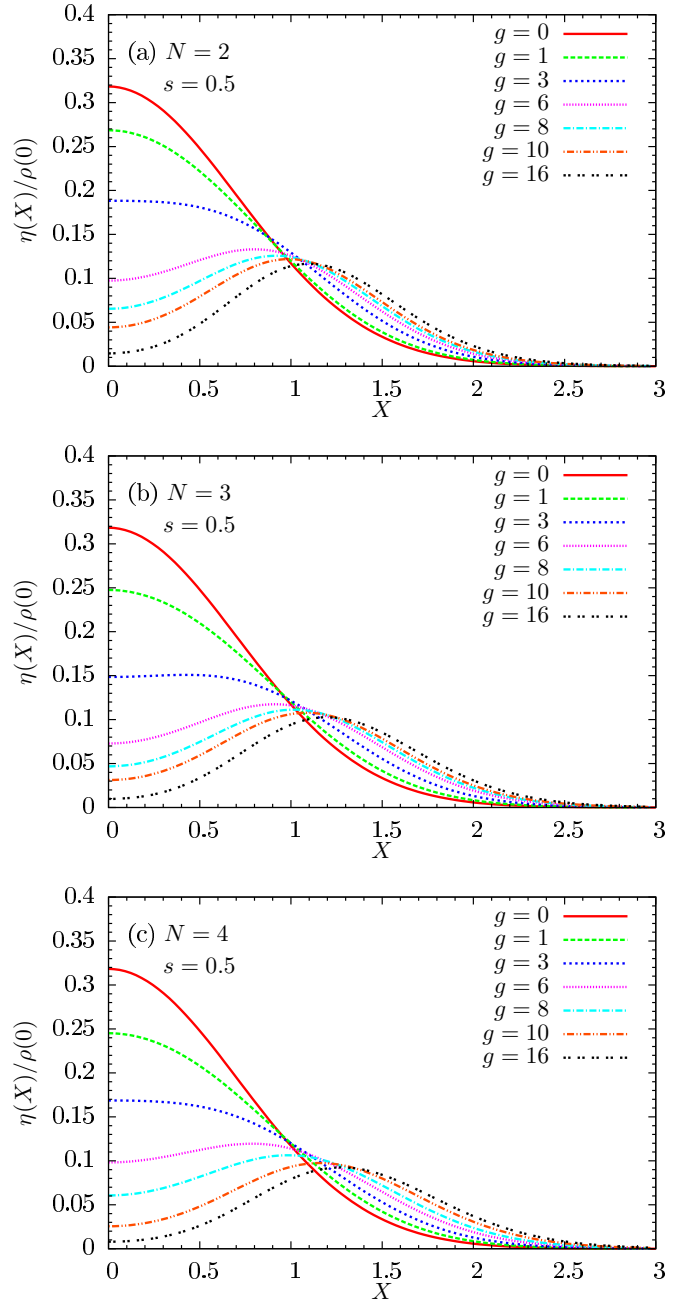 (a) N = 2
s = 0.5
g = 0
g = 1
g = 3
g = 6
g = 8
g = 10
g = 16
η(X)/ρ(0)
0.4
0.35
0.3
0.25
0.2
0.15
0.1
0.05
0
0 0.5 1 1.5 2 2.5 3
X
(b) N = 3
s = 0.5
g = 0
g = 1
g = 3
g = 6
g = 8
g = 10
g = 16
η(X)/ρ(0)
0.4
0.35
0.3
0.25
0.2
0.15
0.1
0.05
0
0 0.5 1 1.5 2 2.5 3
X
(c) N = 4
s = 0.5
g = 0
g = 1
g = 3
g = 6
g = 8
g = 10
g = 16
η(X)/ρ(0)
0.4
0.35
0.3
0.25
0.2
0.15
0.1
0.05
0
0 0.5 1 1.5 2 2.5 3
X